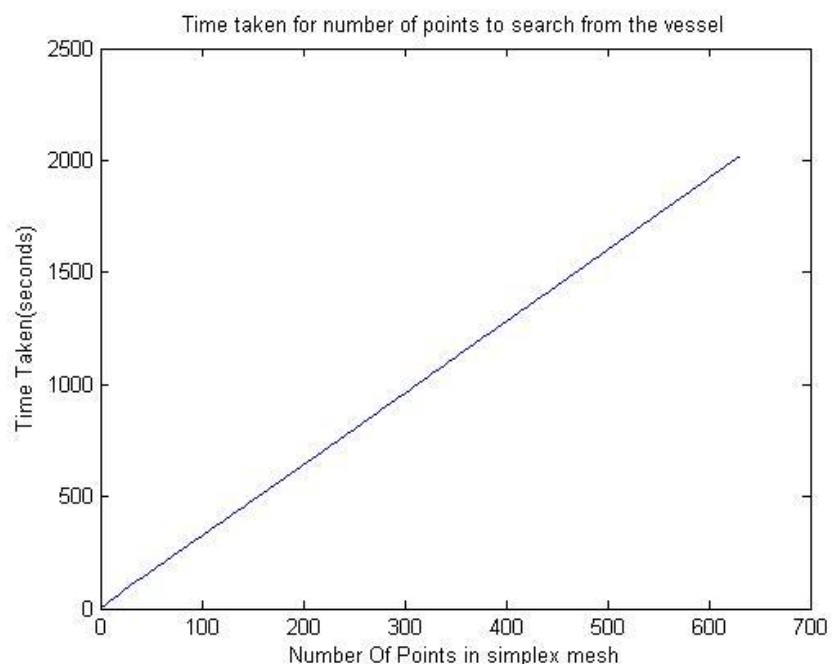 Time taken for number of points to search from the vessel
2500
2000
1500
1000
500
0
Time Taken(seconds)
0 100 200 300 400 500 600 700
Number Of Points in simplex mesh